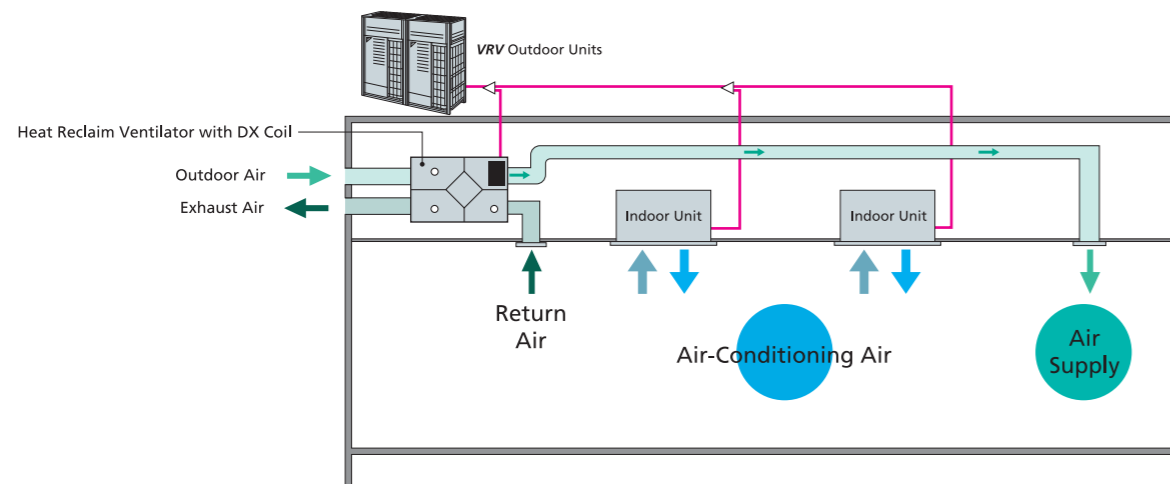 VRV Outdoor Units
Heat Reclaim Ventilator with DX Coil
Outdoor Air
Exhaust Air
Indoor Unit
Indoor Unit
Return
Air
Air-Conditioning Air
Air
Supply